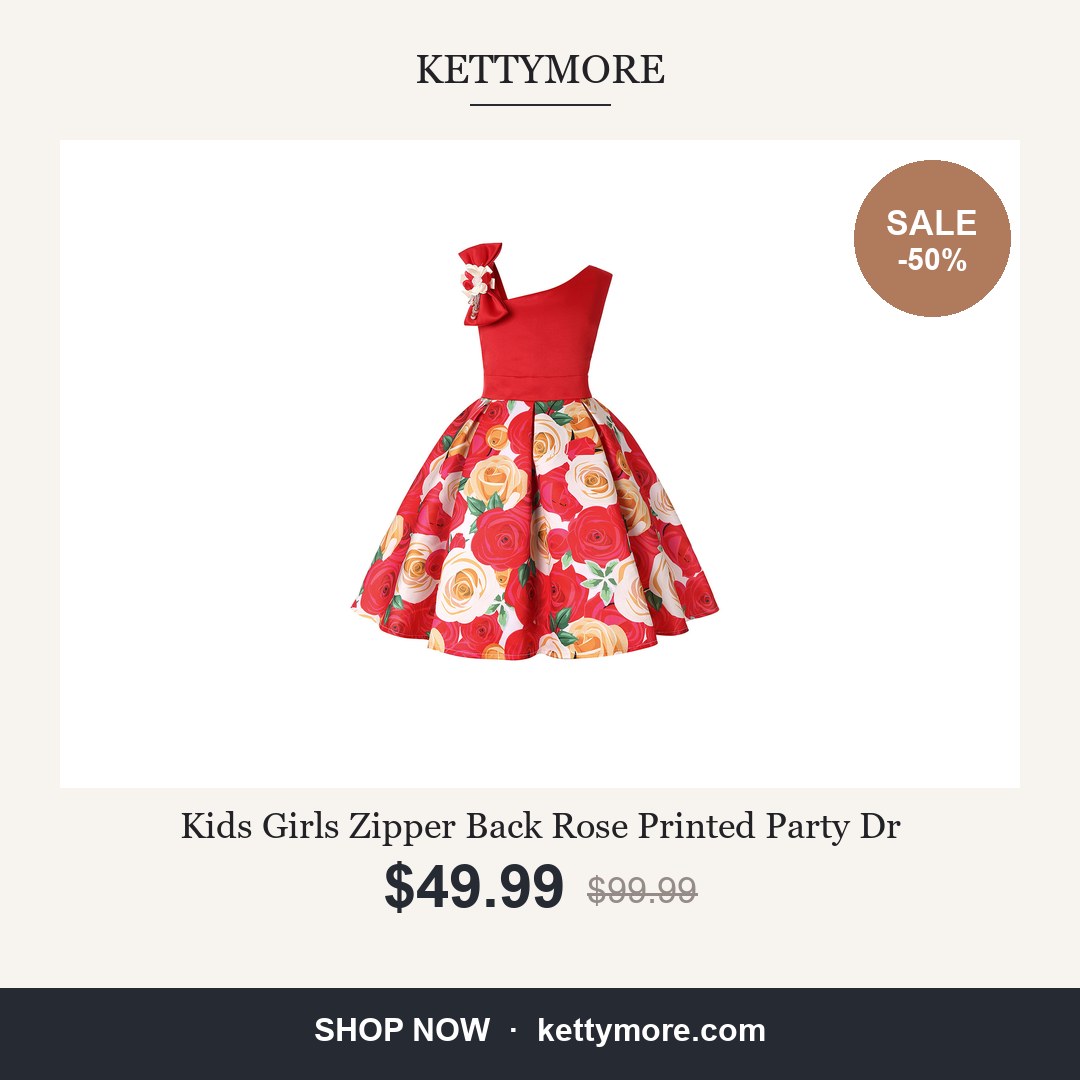 KETTYMORE
SALE
-50%
Kids Girls Zipper Back Rose Printed Party Dr
$49.99 $99.99
SHOP NOW · kettymore.com